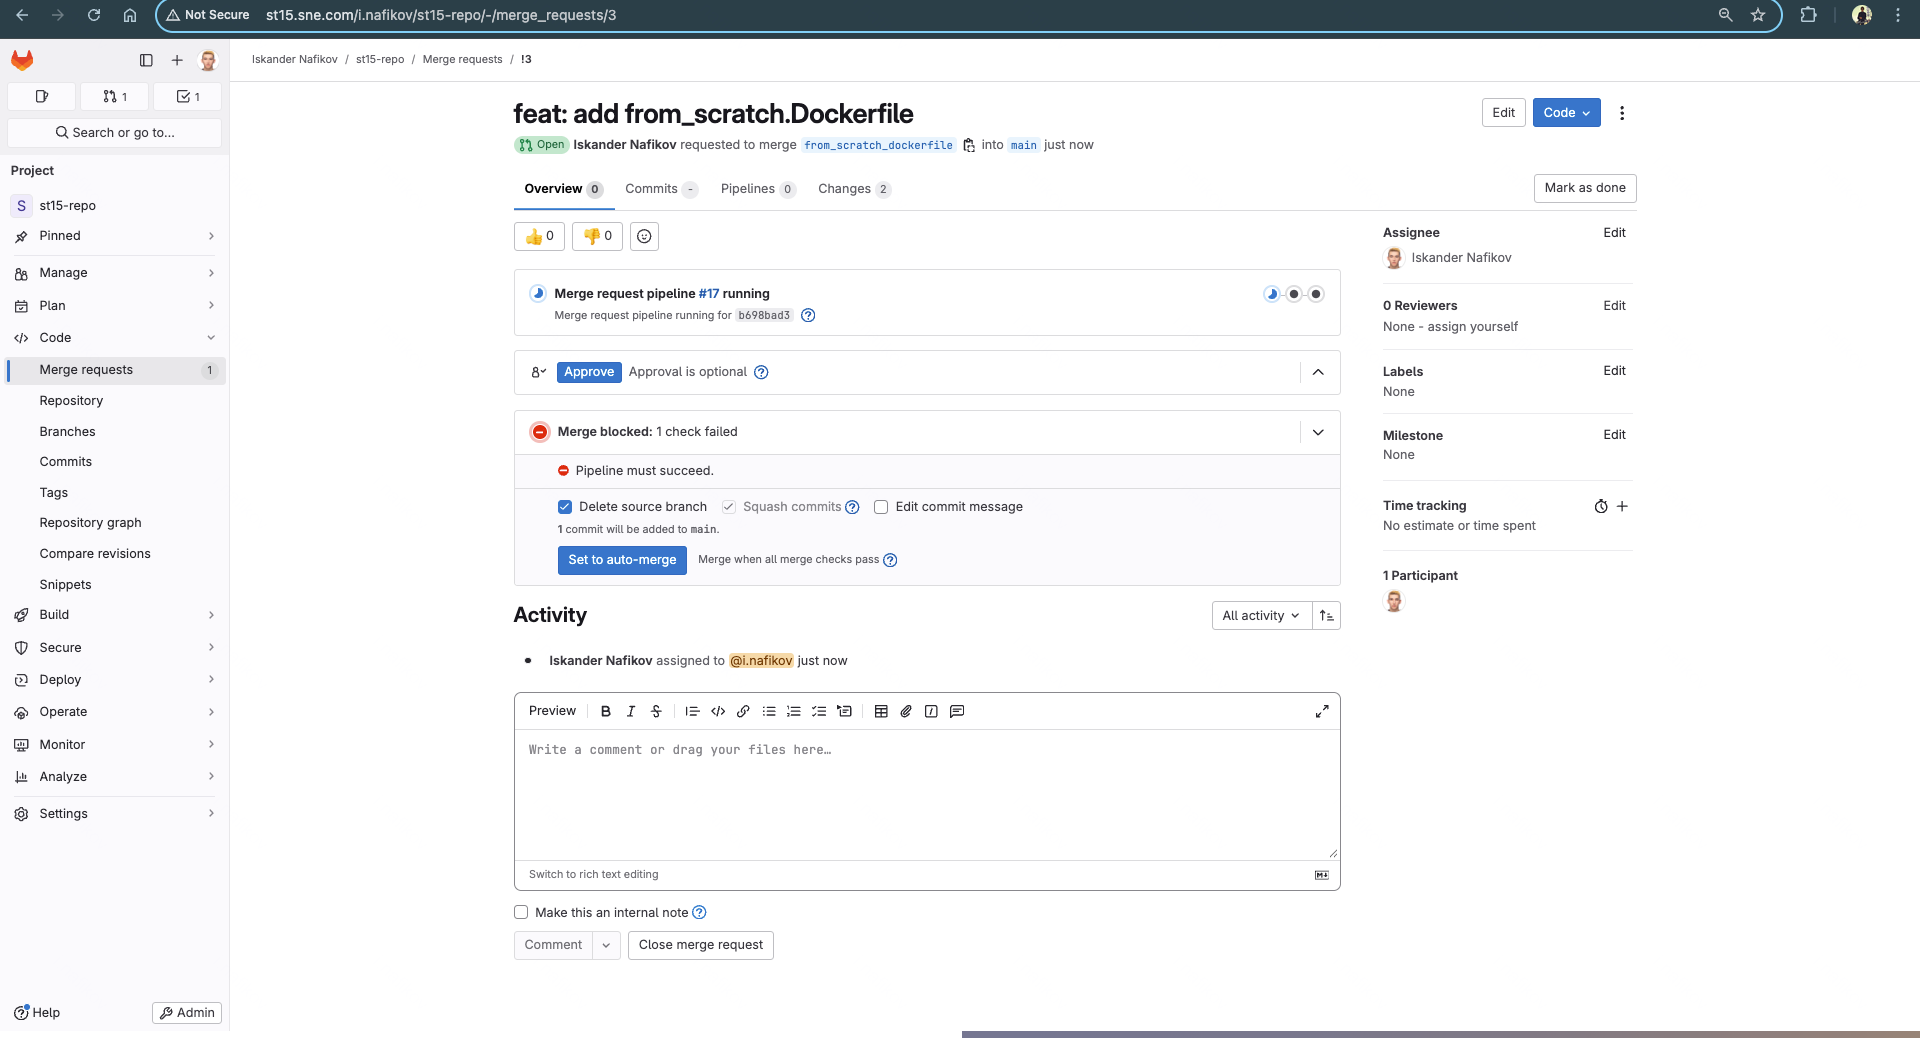 Not Secure st15.sne.com/i.nafikov/st15-repo/-/merge_requests/3
Iskander Nafikov / st15-repo / Merge requests / !3
1
1
Search or go to...
Project
S st15-repo
Pinned
Manage
Plan
Code
Merge requests 1
Repository
Branches
Commits
Tags
Repository graph
Compare revisions
Snippets
Build
Secure
Deploy
Operate
Monitor
Analyze
Settings
Help
Admin
feat: add from_scratch.Dockerfile
Edit
Code
Open Iskander Nafikov requested to merge from_scratch_dockerfile into main just now
Overview 0 Commits - Pipelines 0 Changes 2
Mark as done
0 0
Merge request pipeline #17 running
Merge request pipeline running for b698bad3
Approve Approval is optional
Merge blocked: 1 check failed
Pipeline must succeed.
Delete source branch Squash commits Edit commit message
1 commit will be added to main.
Set to auto-merge Merge when all merge checks pass
Activity
All activity
Iskander Nafikov assigned to @i.nafikov just now
Preview
Write a comment or drag your files here…
Switch to rich text editing
Make this an internal note
Comment
Close merge request
Assignee Edit
Iskander Nafikov
0 Reviewers Edit
None - assign yourself
Labels Edit
None
Milestone Edit
None
Time tracking
No estimate or time spent
1 Participant